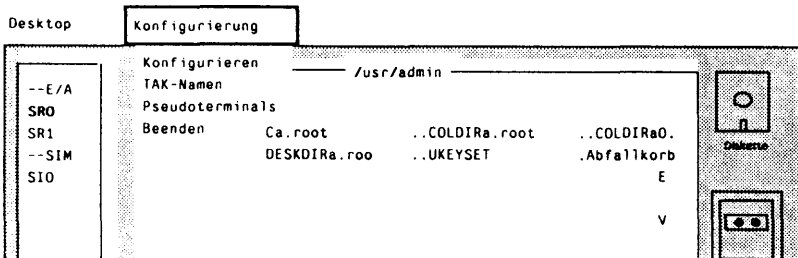 Desktop Konfigurierung
Konfigurieren
/usr/admin
--E/A
TAK-Namen
SR0
Pseudoterminals
SR1
Beenden
Ca.root ..COLDIRa.root ..COLDIRa0.
--SIM
DESKDIRa.roo ..UKEYSET .Abfallkorb
SI0
E
V
Diskette